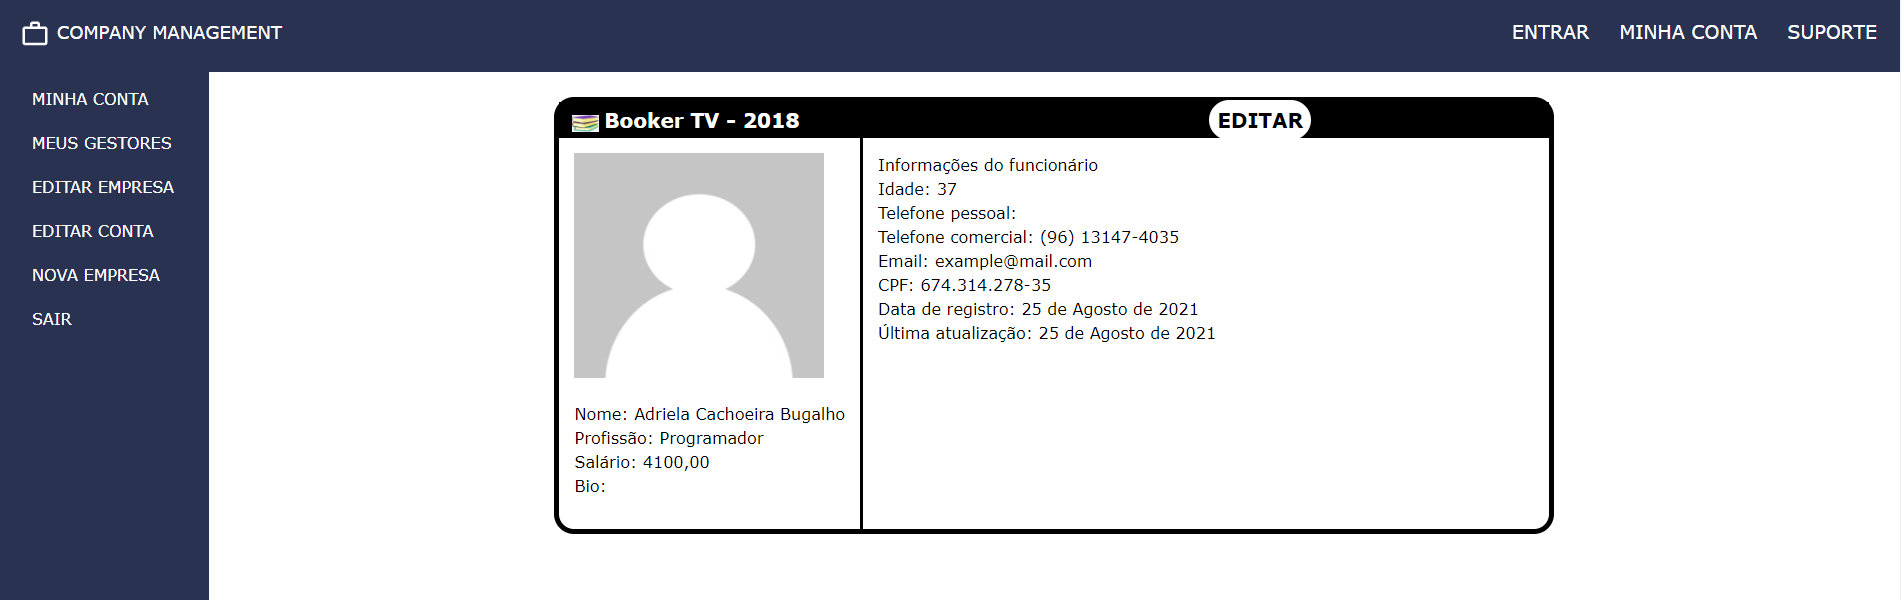 COMPANY MANAGEMENT
ENTRAR MINHA CONTA SUPORTE
MINHA CONTA
MEUS GESTORES
EDITAR EMPRESA
EDITAR CONTA
NOVA EMPRESA
SAIR
Booker TV - 2018
EDITAR
Nome: Adriela Cachoeira Bugalho
Profissão: Programador
Salário: 4100,00
Bio:
Informações do funcionário
Idade: 37
Telefone pessoal:
Telefone comercial: (96) 13147-4035
Email: example@mail.com
CPF: 674.314.278-35
Data de registro: 25 de Agosto de 2021
Última atualização: 25 de Agosto de 2021